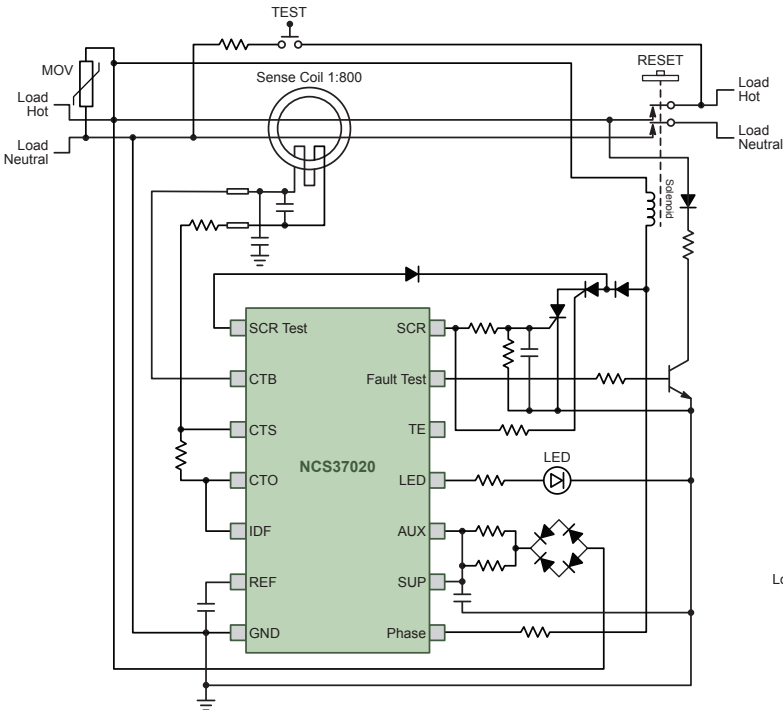 TEST
MOV
RESET
Sense Coil 1:800
Load
Hot
Load
Hot
Load
Neutral
Load
Neutral
Solenoid
SCR Test
SCR
CTB
Fault Test
CTS
TE
NCS37020
CTO
LED
LED
IDF
AUX
REF
SUP
GND
Phase